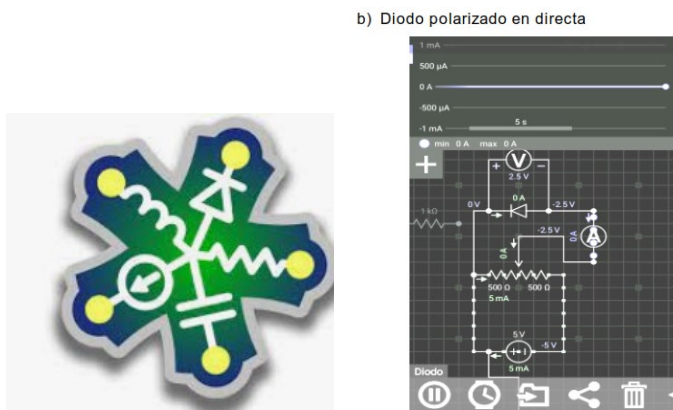 b) Diodo polarizado en directa
1 mA
500 µA
0 A
-500 µA
5 s
-1 mA
min 0 A max 0 A
+
+ V −
2.5 V
0 V
0 A
-2.5 V
1 kΩ
A
0 A
-2.5 V
0 A
500 Ω 500 Ω
5 mA
5 V
-5 V
5 mA
Diodo